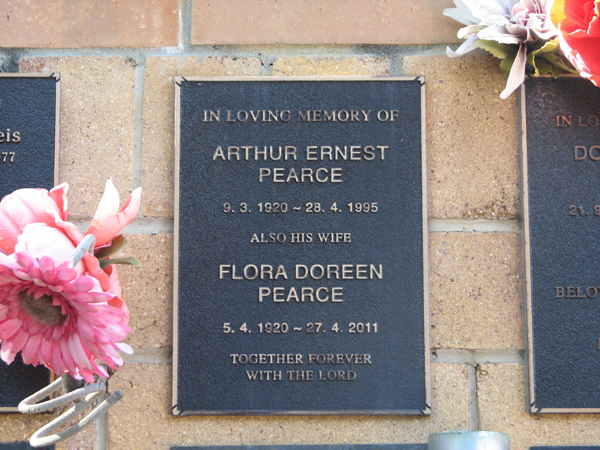 IN LOVING MEMORY OF
ARTHUR ERNEST
PEARCE
9. 3. 1920 ~ 28. 4. 1995
ALSO HIS WIFE
FLORA DOREEN
PEARCE
5. 4. 1920 ~ 27. 4. 2011
TOGETHER FOREVER
WITH THE LORD